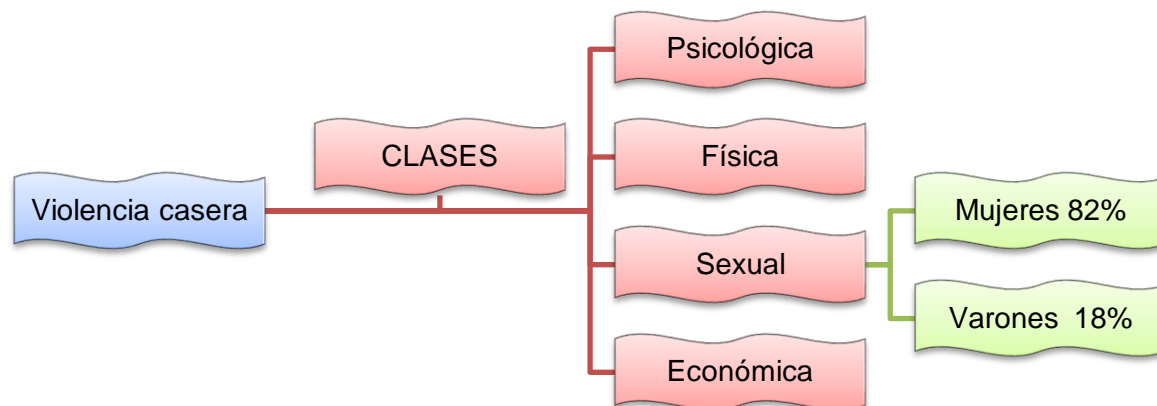 Violencia casera
CLASES
Psicológica
Física
Sexual
Mujeres 82%
Varones 18%
Económica